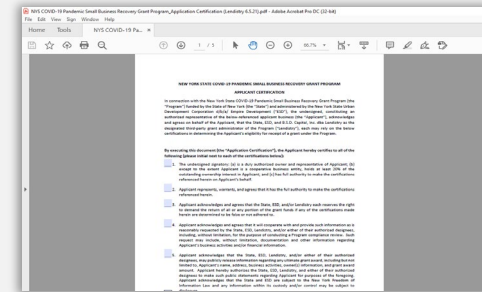 NYS COVID-19 Pandemic Small Business Recovery Grant Program_Application Certification (Lendistry 6.5.21).pdf - Adobe Acrobat Pro DC (32-bit)
File Edit View Sign Window Help
Home Tools NYS COVID-19 Pa... ×
1 / 3 66.7%
NEW YORK STATE COVID-19 PANDEMIC SMALL BUSINESS RECOVERY GRANT PROGRAM
APPLICANT CERTIFICATION
In connection with the New York State COVID-19 Pandemic Small Business Recovery Grant Program (the
"Program") funded by the State of New York (the "State") and administered by the New York State Urban
Development Corporation d/b/a/ Empire Development ("ESD"), the undersigned, constituting an
authorized representative of the below-referenced applicant business (the "Applicant"), acknowledges
and agrees on behalf of the Applicant, that the State, ESD, and B.S.D. Capital, Inc. dba Lendistry as the
designated third-party grant administrator of the Program ("Lendistry"), each may rely on the below
certifications in determining the Applicant's eligibility for receipt of a grant under the Program.
By executing this document (the "Application Certification"), the Applicant hereby certifies to all of the
following (please initial next to each of the certifications below):
1. The undersigned signatory: (a) is a duly authorized owner and representative of Applicant; (b)
except to the extent Applicant is a cooperative business entity, holds at least 20% of the
outstanding ownership interest in Applicant; and (c) has full authority to make the certifications
referenced herein on Applicant's behalf.
2. Applicant represents, warrants, and agrees that it has the full authority to make the certifications
referenced herein.
3. Applicant acknowledges and agrees that the State, ESD, and/or Lendistry each reserves the right
to demand the return of all or any portion of the grant funds if any of the certifications made
herein are determined to be false or not adhered to.
4. Applicant acknowledges and agrees that it will cooperate with and provide such information as is
reasonably requested by the State, ESD, Lendistry, and/or either of their authorized designees,
including, without limitation, for the purpose of conducting a Program compliance review. Such
request may include, without limitation, documentation and other information regarding
Applicant's business activities and/or financial information.
5. Applicant acknowledges that the State, ESD, Lendistry, and/or either of their authorized
designees, may publicly release information regarding any ultimate grant award, including but not
limited to, Applicant's name, address, business activities, owner(s) information, and grant award
amount. Applicant hereby authorizes the State, ESD, Lendistry, and either of their authorized
designees to make such public statements regarding Applicant for purposes of the foregoing.
Applicant acknowledges that the State and ESD are subject to the New York Freedom of
Information Law and any information within its custody and/or control may be subject to